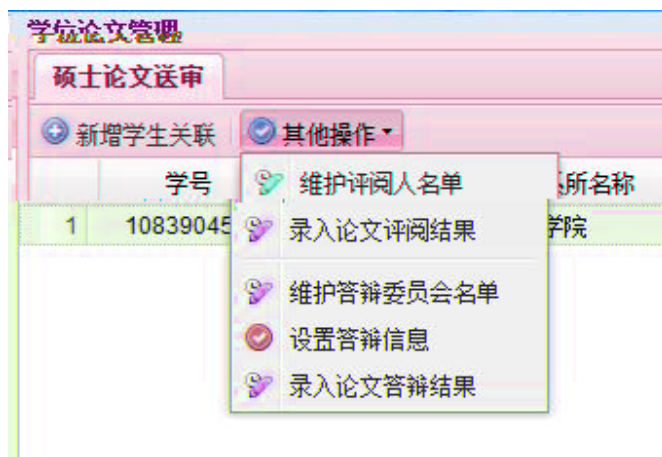 学位论文管理
硕士论文送审
新增学生关联 其他操作
学号 维护评阅人名单 所名称
1 10839045 录入论文评阅结果 学院
维护答辩委员会名单
设置答辩信息
录入论文答辩结果